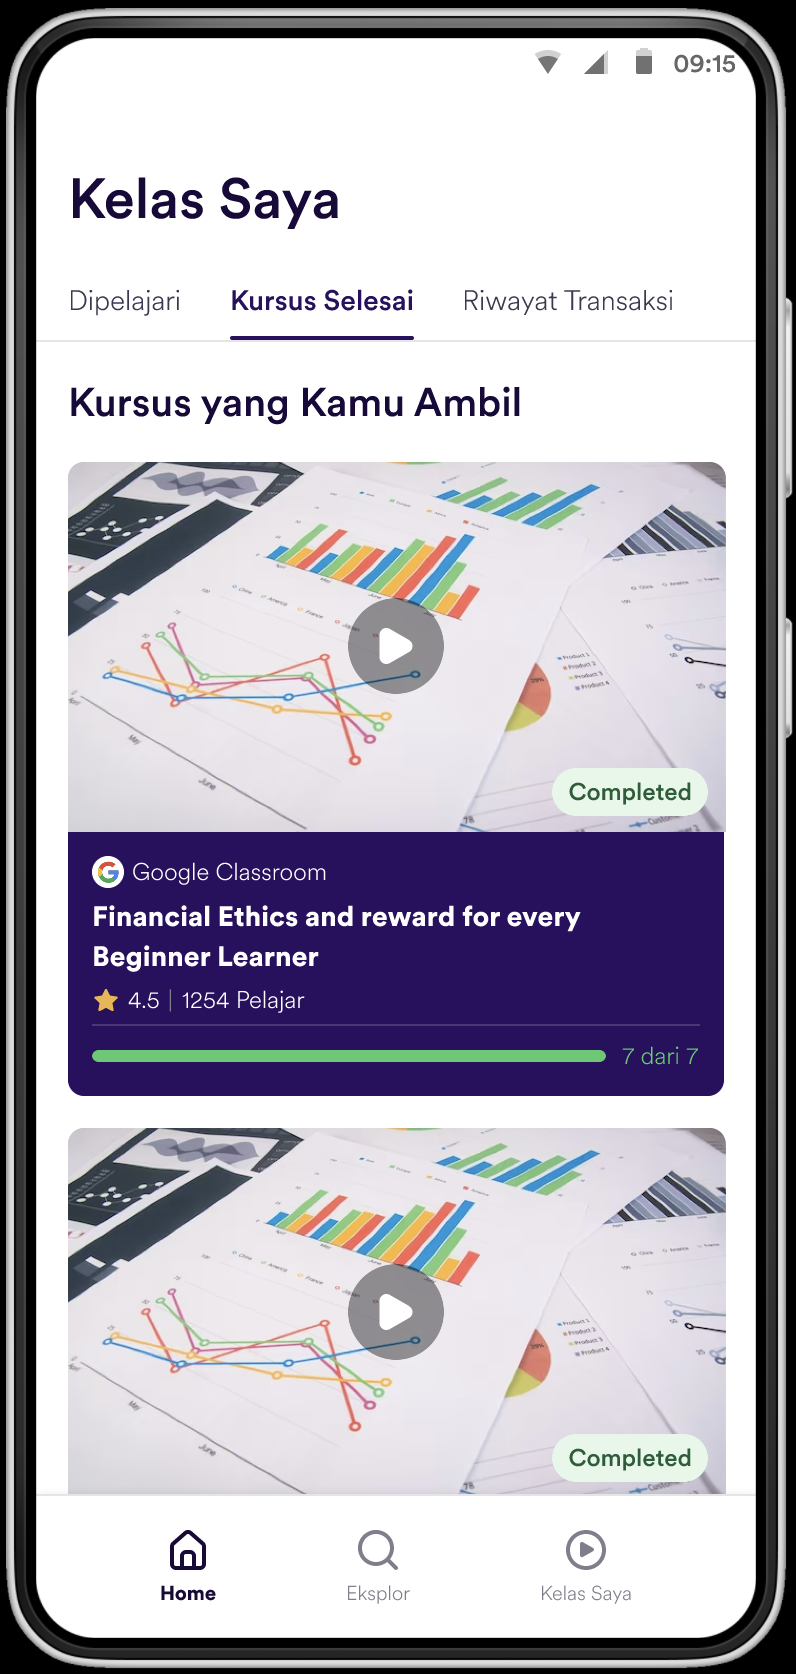 09:15
Kelas Saya
Dipelajari Kursus Selesai Riwayat Transaksi
Kursus yang Kamu Ambil
Completed
Google Classroom
Financial Ethics and reward for every
Beginner Learner
4.5 | 1254 Pelajar
7 dari 7
Completed
Home Eksplor Kelas Saya